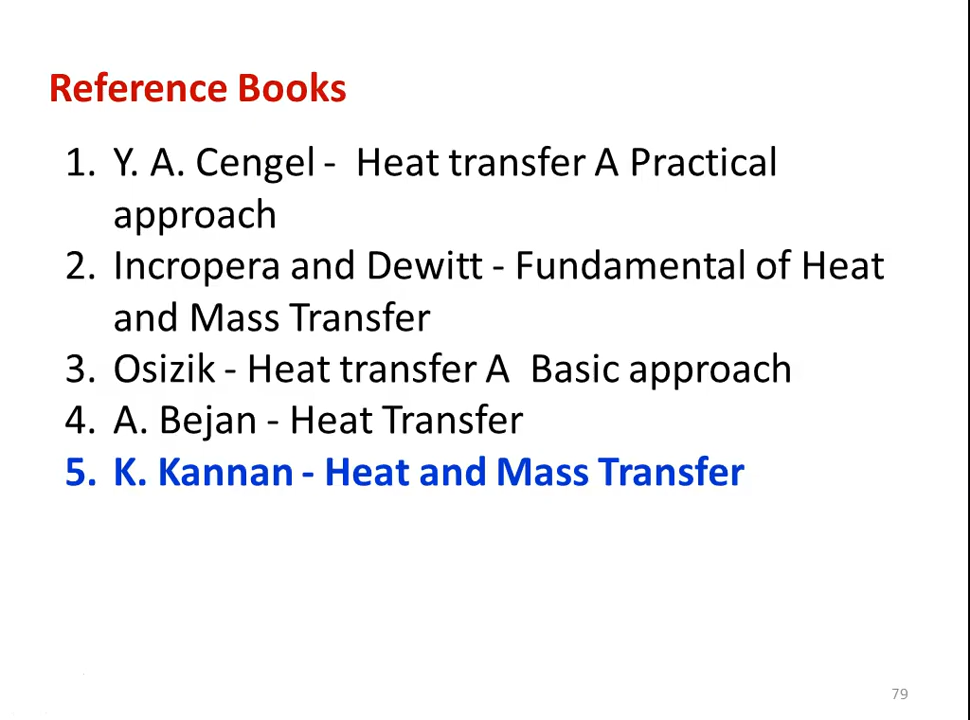 Reference Books
1. Y. A. Cengel - Heat transfer A Practical
approach
2. Incropera and Dewitt - Fundamental of Heat
and Mass Transfer
3. Osizik - Heat transfer A Basic approach
4. A. Bejan - Heat Transfer
5. K. Kannan - Heat and Mass Transfer
79